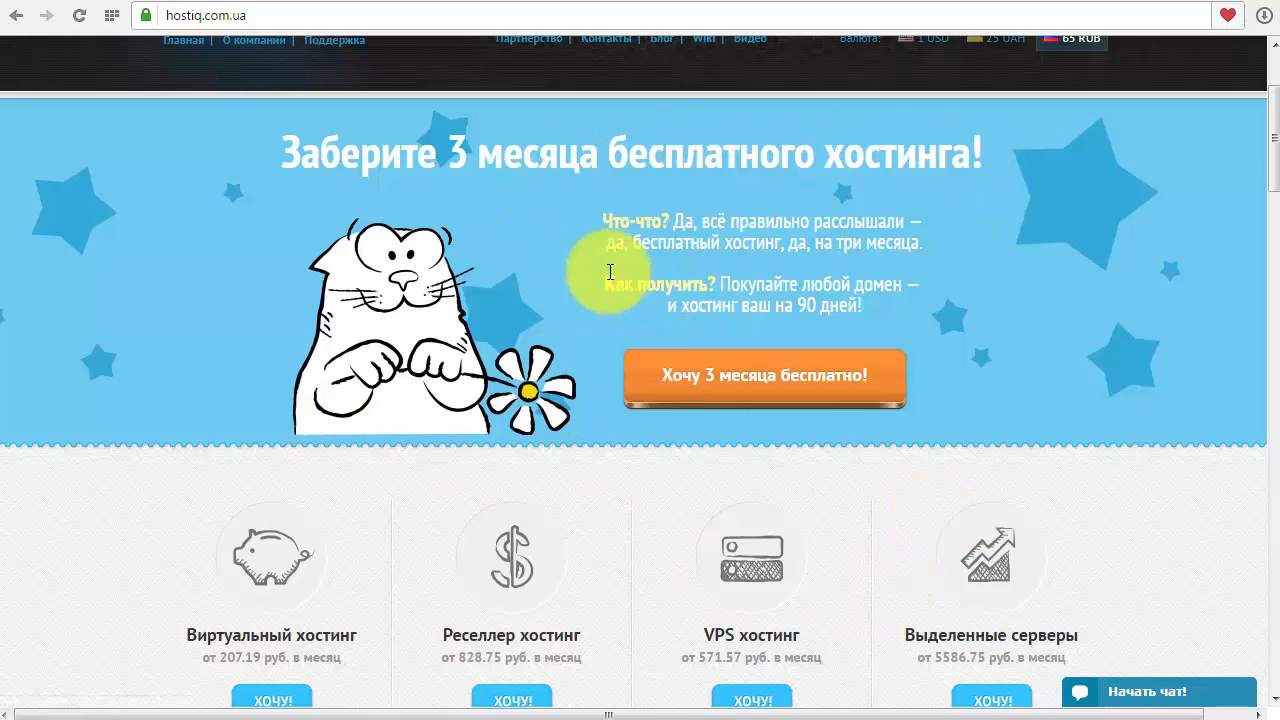 hostiq.com.ua
Главная | О компании | Поддержка
Партнерство | Контакты | Блог | Wiki | Видео
Валюта: 1 USD 25 UAH 65 RUB
Заберите 3 месяца бесплатного хостинга!
Что-что? Да, всё правильно расслышали —
да, бесплатный хостинг, да, на три месяца.
Как получить? Покупайте любой домен —
и хостинг ваш на 90 дней!
Хочу 3 месяца бесплатно!
Виртуальный хостинг
от 207.19 руб. в месяц
ХОЧУ!
Реселлер хостинг
от 828.75 руб. в месяц
ХОЧУ!
VPS хостинг
от 571.57 руб. в месяц
ХОЧУ!
Выделенные серверы
от 5586.75 руб. в месяц
ХОЧУ!
Начать чат!